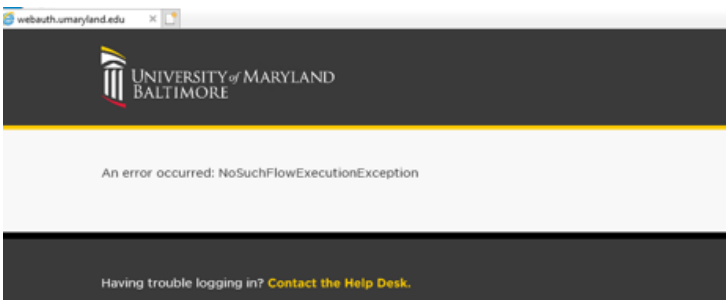 webauth.umaryland.edu
UNIVERSITY of MARYLAND
BALTIMORE
An error occurred: NoSuchFlowExecutionException
Having trouble logging in? Contact the Help Desk.